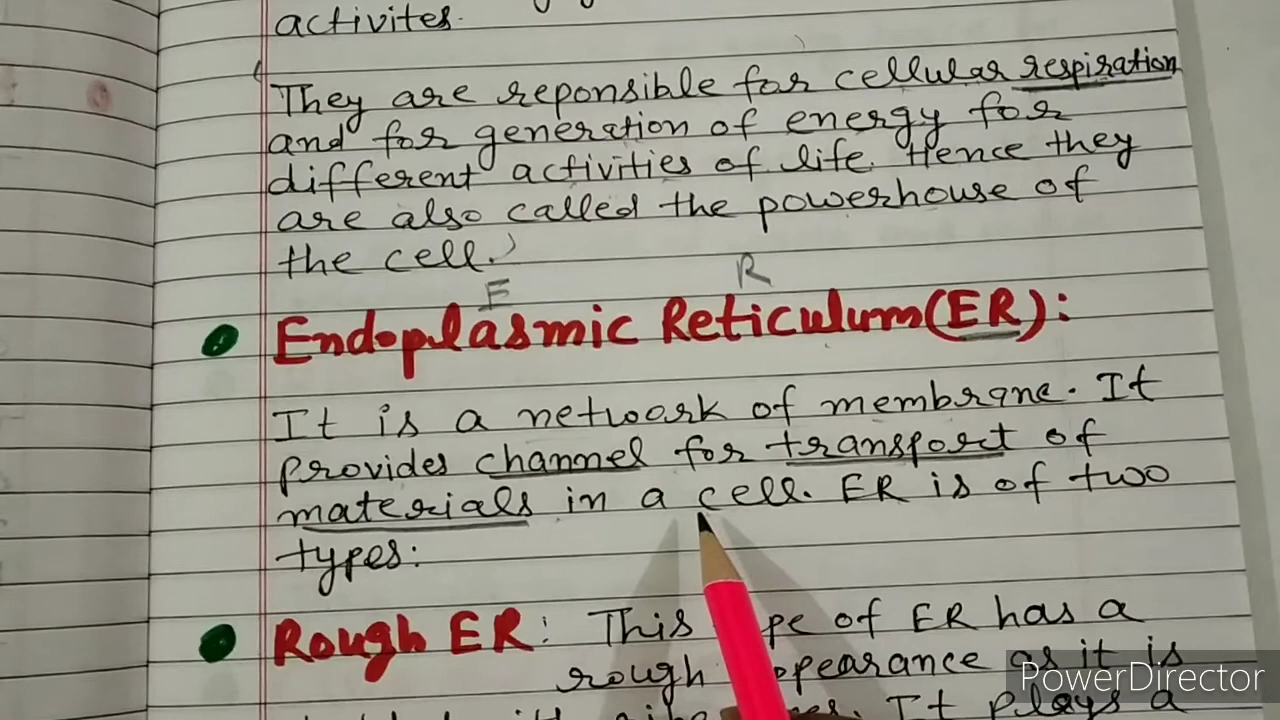 activites.
They are reponsible for cellular respiration
and for generation of energy for
different activities of life. Hence they
are also called the powerhouse of
the cell.
E R
Endoplasmic Reticulum (ER):
It is a network of membrane. It
provides channel for transport of
materials in a cell. ER is of two
types:
Rough ER: This of ER has a
rough as it is
It plays a
PowerDirector